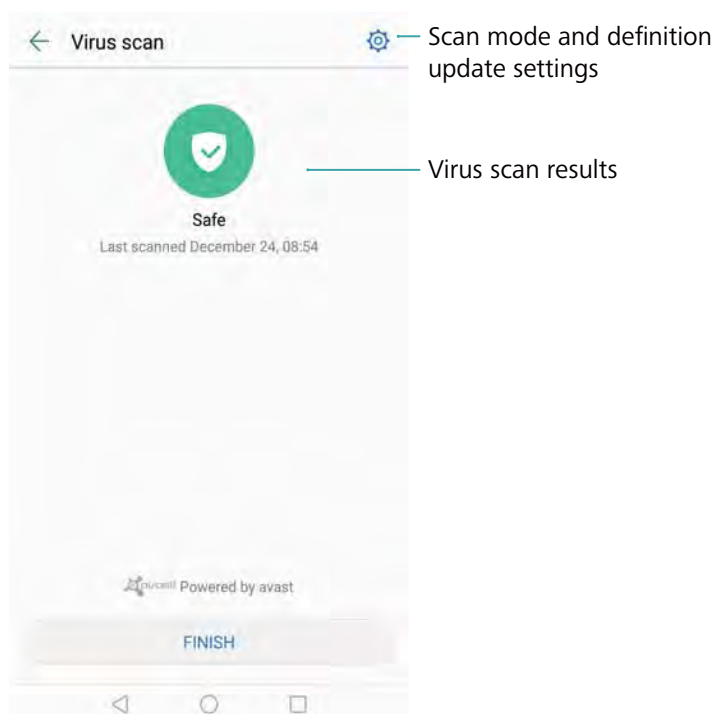 Virus scan
Scan mode and definition
update settings
Virus scan results
Safe
Last scanned December 24, 08:54
avast Powered by avast
FINISH